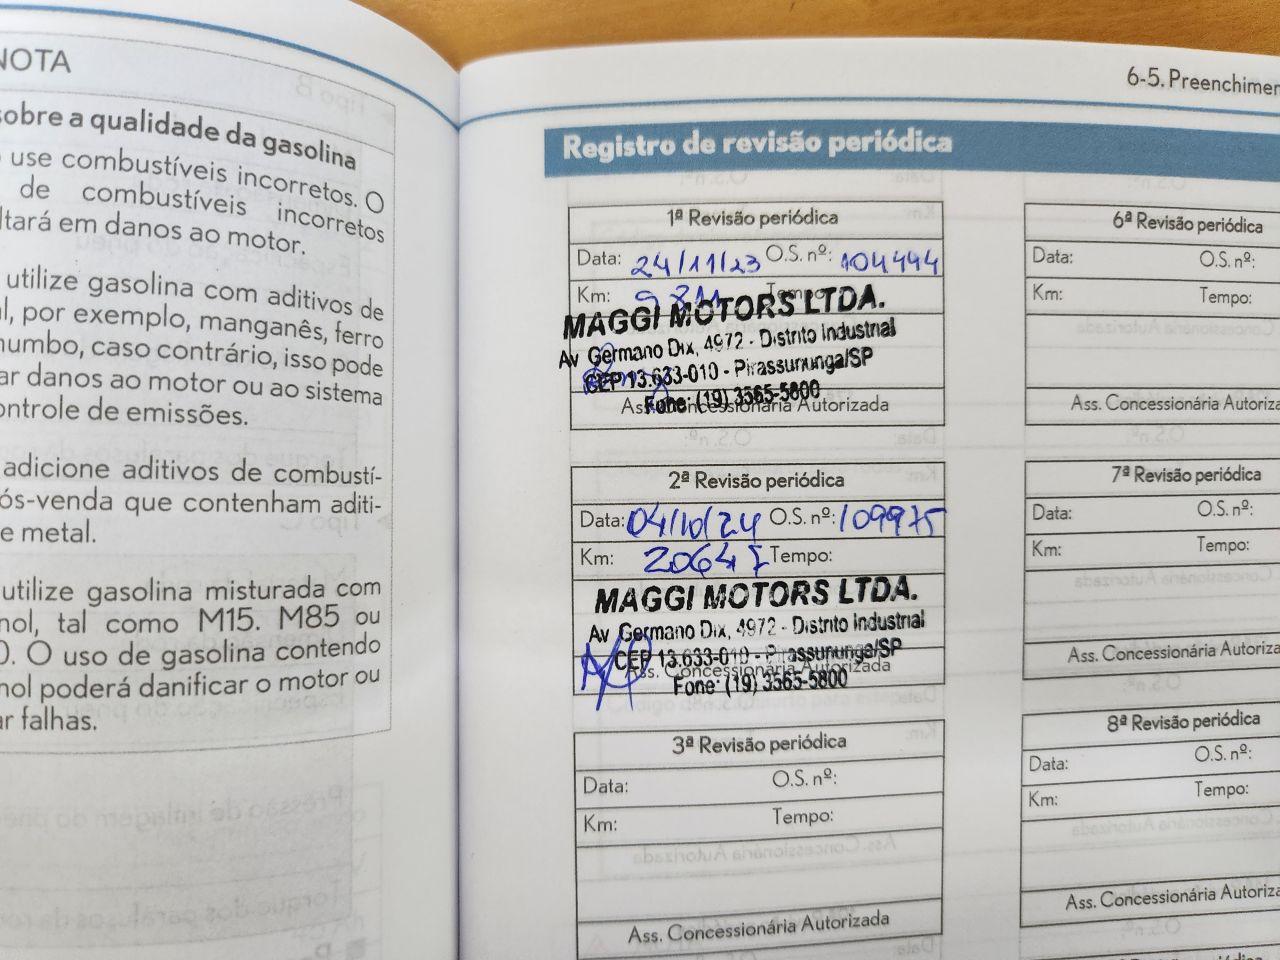 NOTA
sobre a qualidade da gasolina
use combustíveis incorretos. O
de combustíveis incorretos
ltará em danos ao motor.
utilize gasolina com aditivos de
l, por exemplo, manganês, ferro
humbo, caso contrário, isso pode
ar danos ao motor ou ao sistema
ontrole de emissões.
adicione aditivos de combustí-
ós-venda que contenham aditi-
e metal.
utilize gasolina misturada com
nol, tal como M15. M85 ou
0. O uso de gasolina contendo
nol poderá danificar o motor ou
ar falhas.
6-5. Preenchimen
Registro de revisão periódica
1ª Revisão periódica
Data: 24/11/23 O.S. nº: 104494
Km: Tempo:
MAGGI MOTORS LTDA.
Av Germano Dix, 4972 - Distrito Industrial
CEP 13.633-010 - Pirassununga/SP
Fone: (19) 3565-5800
Ass. Concessionária Autorizada
2ª Revisão periódica
Data: 04/10/24 O.S. nº: 109975
Km: 20647 Tempo:
MAGGI MOTORS LTDA.
Av Germano Dix, 4972 - Distrito Industrial
CEP 13.633-010 - Pirassununga/SP
Ass. Concessionária Autorizada
Fone: (19) 3565-5800
3ª Revisão periódica
Data: O.S. nº:
Km: Tempo:
Ass. Concessionária Autorizada
6ª Revisão periódica
Data: O.S. nº:
Km: Tempo:
Ass. Concessionária Autoriza
7ª Revisão periódica
Data: O.S. nº:
Km: Tempo:
Ass. Concessionária Autoriza
8ª Revisão periódica
Data: O.S. nº:
Km: Tempo:
Ass. Concessionária Autoriza